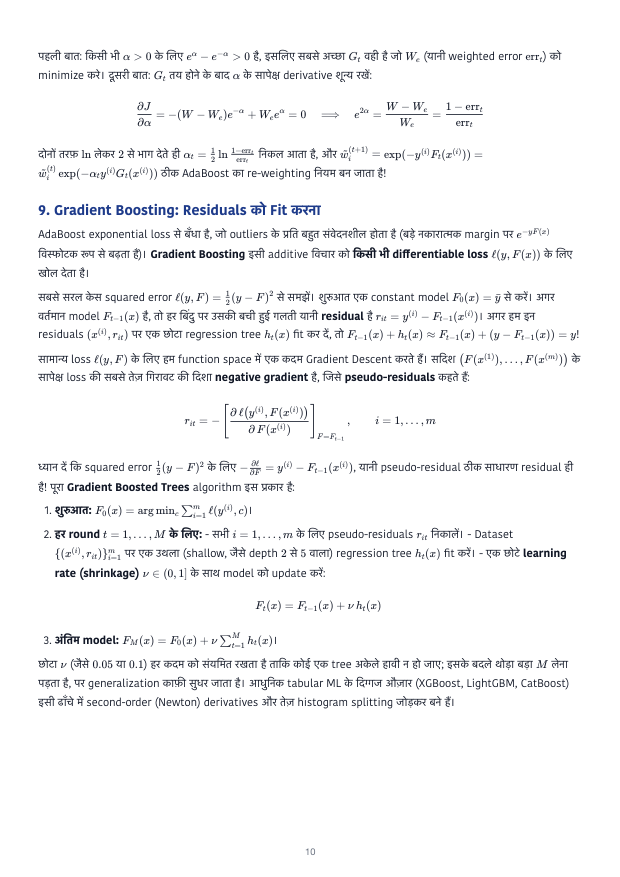 पहली बात: किसी भी α > 0 के लिए e^α − e^{−α} > 0 है, इसलिए सबसे अच्छा G_t वही है जो W_e (यानी weighted error err_t) को
minimize करे। दूसरी बात: G_t तय होने के बाद α के सापेक्ष derivative शून्य रखें:
∂J/∂α = −(W − W_e)e^{−α} + W_e e^α = 0 ⟹ e^{2α} = (W − W_e)/W_e = (1 − err_t)/err_t
दोनों तरफ़ ln लेकर 2 से भाग देते ही α_t = 1/2 ln (1−err_t)/err_t निकल आता है, और w̃_i^{(t+1)} = exp(−y^{(i)}F_t(x^{(i)})) =
w̃_i^{(t)} exp(−α_t y^{(i)}G_t(x^{(i)})) ठीक AdaBoost का re-weighting नियम बन जाता है!
9. Gradient Boosting: Residuals को Fit करना
AdaBoost exponential loss से बँधा है, जो outliers के प्रति बहुत संवेदनशील होता है (बड़े नकारात्मक margin पर e^{−yF(x)}
विस्फोटक रूप से बढ़ता है)। Gradient Boosting इसी additive विचार को किसी भी differentiable loss ℓ(y, F(x)) के लिए
खोल देता है।
सबसे सरल केस squared error ℓ(y, F) = 1/2(y − F)^2 से समझें। शुरुआत एक constant model F_0(x) = ȳ से करें। अगर
वर्तमान model F_{t−1}(x) है, तो हर बिंदु पर उसकी बची हुई गलती यानी residual है r_{it} = y^{(i)} − F_{t−1}(x^{(i)})। अगर हम इन
residuals (x^{(i)}, r_{it}) पर एक छोटा regression tree h_t(x) fit कर दें, तो F_{t−1}(x) + h_t(x) ≈ F_{t−1}(x) + (y − F_{t−1}(x)) = y!
सामान्य loss ℓ(y, F) के लिए हम function space में एक कदम Gradient Descent करते हैं। सदिश (F(x^{(1)}), . . . , F(x^{(m)})) के
सापेक्ष loss की सबसे तेज़ गिरावट की दिशा negative gradient है, जिसे pseudo-residuals कहते हैं:
r_{it} = −[∂ ℓ(y^{(i)}, F(x^{(i)}))/∂ F(x^{(i)})]_{F=F_{t−1}}, i = 1, . . . , m
ध्यान दें कि squared error 1/2(y − F)^2 के लिए −∂ℓ/∂F = y^{(i)} − F_{t−1}(x^{(i)}), यानी pseudo-residual ठीक साधारण residual ही
है! पूरा Gradient Boosted Trees algorithm इस प्रकार है:
1. शुरुआत: F_0(x) = arg min_c ∑_{i=1}^m ℓ(y^{(i)}, c)।
2. हर round t = 1, . . . , M के लिए: - सभी i = 1, . . . , m के लिए pseudo-residuals r_{it} निकालें। - Dataset
{(x^{(i)}, r_{it})}_{i=1}^m पर एक उथला (shallow, जैसे depth 2 से 5 वाला) regression tree h_t(x) fit करें। - एक छोटे learning
rate (shrinkage) ν ∈ (0, 1] के साथ model को update करें:
F_t(x) = F_{t−1}(x) + ν h_t(x)
3. अंतिम model: F_M(x) = F_0(x) + ν ∑_{t=1}^M h_t(x)।
छोटा ν (जैसे 0.05 या 0.1) हर कदम को संयमित रखता है ताकि कोई एक tree अकेले हावी न हो जाए; इसके बदले थोड़ा बड़ा M लेना
पड़ता है, पर generalization काफ़ी सुधर जाता है। आधुनिक tabular ML के दिग्गज औज़ार (XGBoost, LightGBM, CatBoost)
इसी ढाँचे में second-order (Newton) derivatives और तेज़ histogram splitting जोड़कर बने हैं।
10